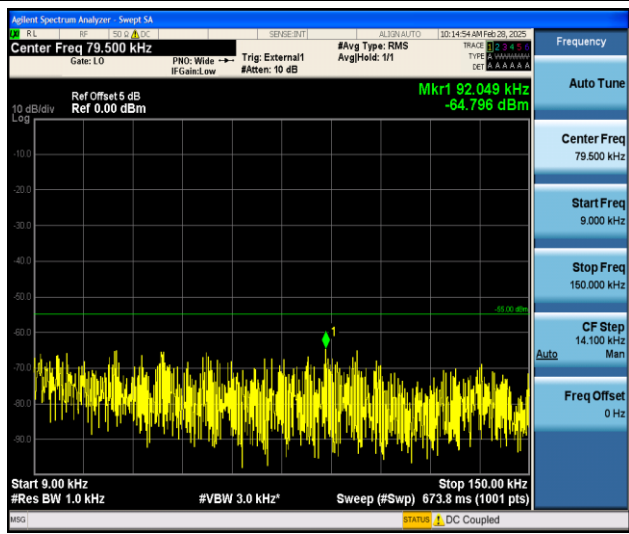 Agilent Spectrum Analyzer - Swept SA
RL RF 50 Ω DC SENSE:INT ALIGN AUTO 10:14:54 AM Feb 28, 2025
Center Freq 79.500 kHz #Avg Type: RMS TRACE 1 2 3 4 5 6
Gate: LO PNO: Wide Trig: External1 Avg|Hold: 1/1 TYPE A
IFGain:Low #Atten: 10 dB DET A A A A A A
Mkr1 92.049 kHz
-64.796 dBm
Ref Offset 5 dB
10 dB/div Ref 0.00 dBm
Log
-10.0
-20.0
-30.0
-40.0
-50.0
-55.00 dBm
-60.0
1
-70.0
-80.0
-90.0
Start 9.00 kHz Stop 150.00 kHz
#Res BW 1.0 kHz #VBW 3.0 kHz* Sweep (#Swp) 673.8 ms (1001 pts)
MSG STATUS DC Coupled
Frequency
Auto Tune
Center Freq
79.500 kHz
Start Freq
9.000 kHz
Stop Freq
150.000 kHz
CF Step
14.100 kHz
Auto Man
Freq Offset
0 Hz